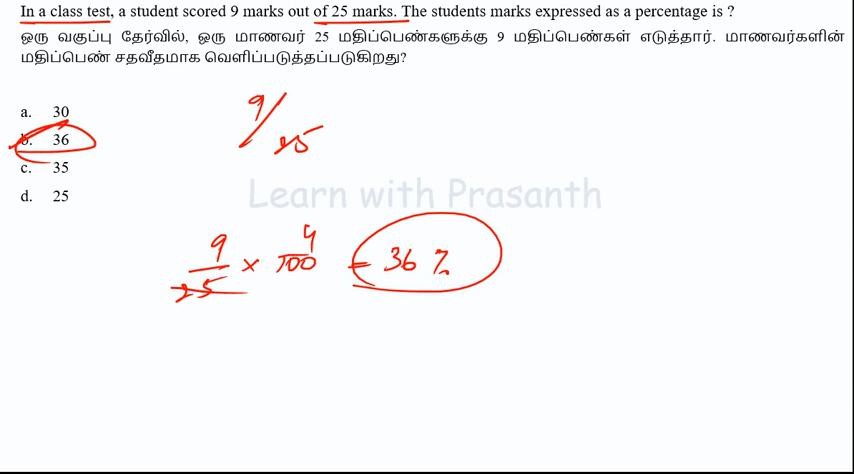 In a class test, a student scored 9 marks out of 25 marks. The students marks expressed as a percentage is ?
ஒரு வகுப்பு தேர்வில், ஒரு மாணவர் 25 மதிப்பெண்களுக்கு 9 மதிப்பெண்கள் எடுத்தார். மாணவர்களின்
மதிப்பெண் சதவீதமாக வெளிப்படுத்தப்படுகிறது?
a. 30
b. 36
c. 35
d. 25
9/25
Learn with Prasanth
4
9/25 × 100 = 36 %